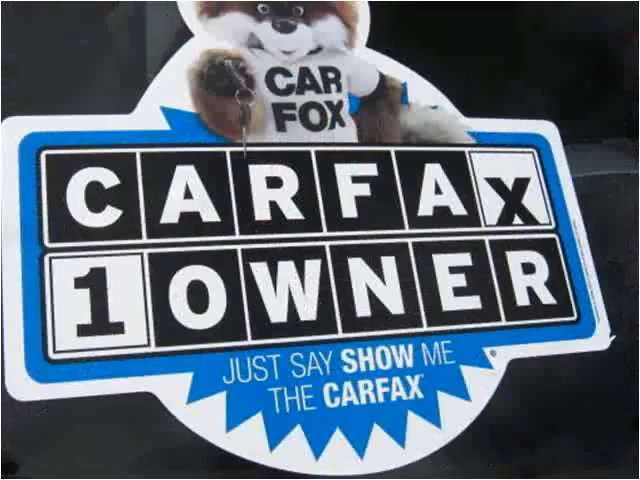 CAR
FOX
CARFAX
1OWNER
JUST SAY SHOW ME
THE CARFAX